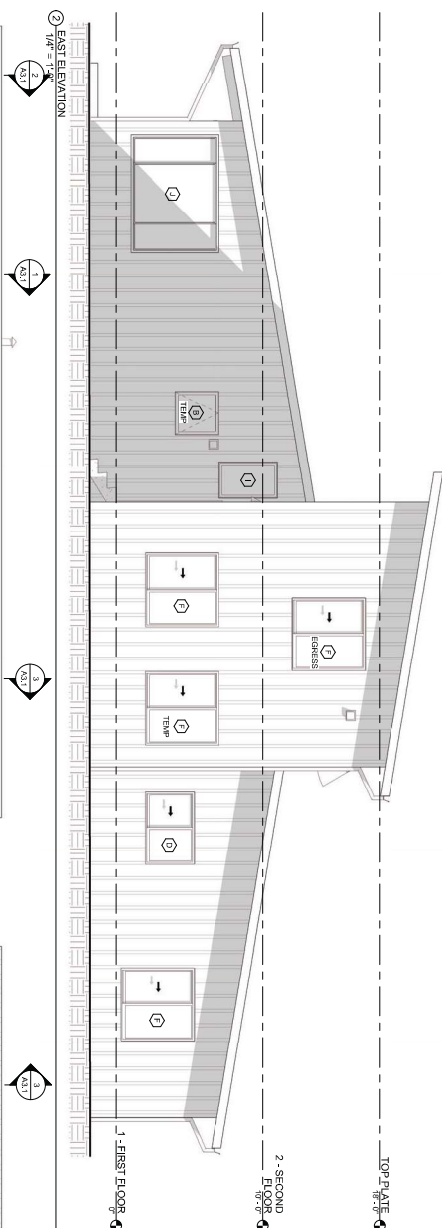 TOP PLATE
18'-0"
2 - SECOND
FLOOR
10'-0"
1 - FIRST FLOOR
0"
J
B
TEMP
I
F
EGRESS
F
F
TEMP
D
F
2
A3.1
1
A3.1
3
A3.1
3
A3.1
2
EAST ELEVATION
1/4" = 1'-0"